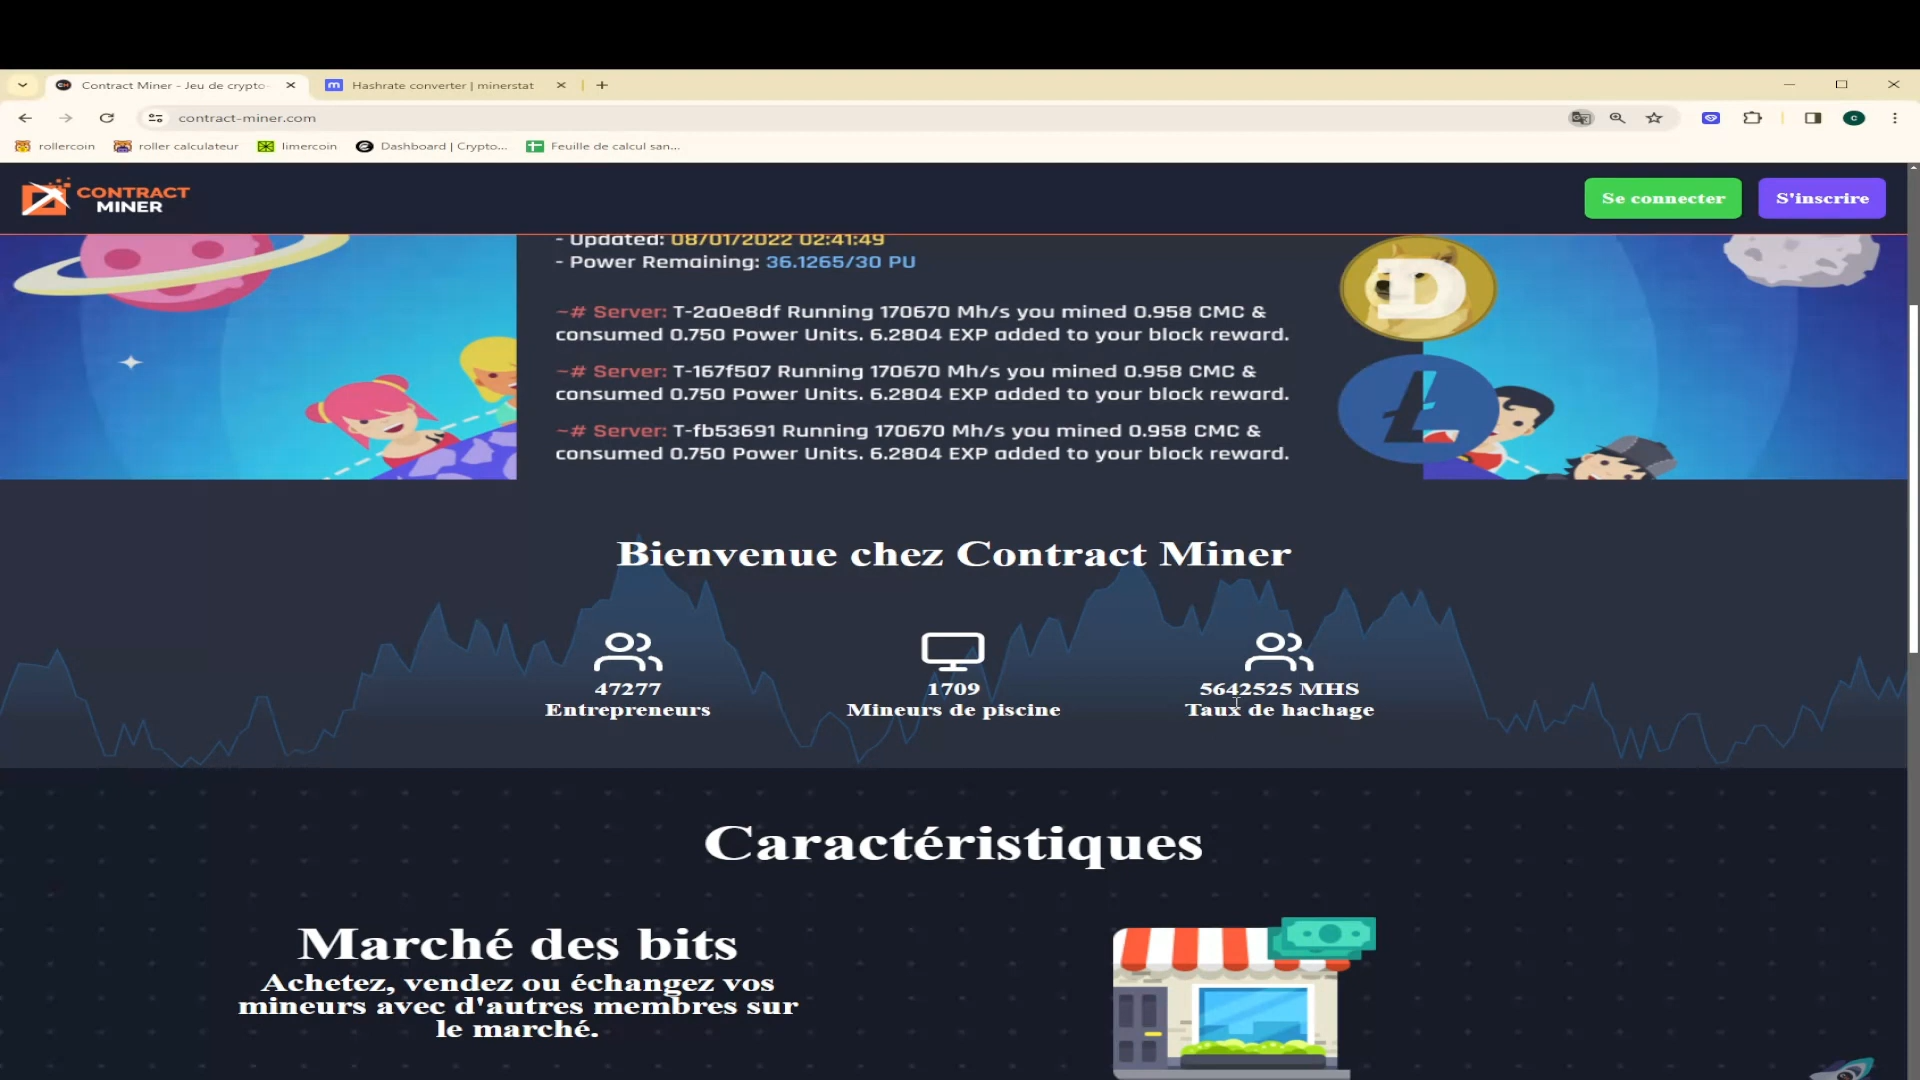 Contract Miner - Jeu de crypto
Hashrate converter | minerstat
contract-miner.com
rollercoin
roller calculateur
limercoin
Dashboard | Crypto...
Feuille de calcul san...
CONTRACT
MINER
Se connecter
S'inscrire
- Updated: 08/01/2022 02:41:49
- Power Remaining: 36.1265/30 PU
~# Server: T-2a0e8df Running 170670 Mh/s you mined 0.958 CMC &
consumed 0.750 Power Units. 6.2804 EXP added to your block reward.
~# Server: T-167f507 Running 170670 Mh/s you mined 0.958 CMC &
consumed 0.750 Power Units. 6.2804 EXP added to your block reward.
~# Server: T-fb53691 Running 170670 Mh/s you mined 0.958 CMC &
consumed 0.750 Power Units. 6.2804 EXP added to your block reward.
Bienvenue chez Contract Miner
47277
Entrepreneurs
1709
Mineurs de piscine
5642525 MHS
Taux de hachage
Caractéristiques
Marché des bits
Achetez, vendez ou échangez vos
mineurs avec d'autres membres sur
le marché.